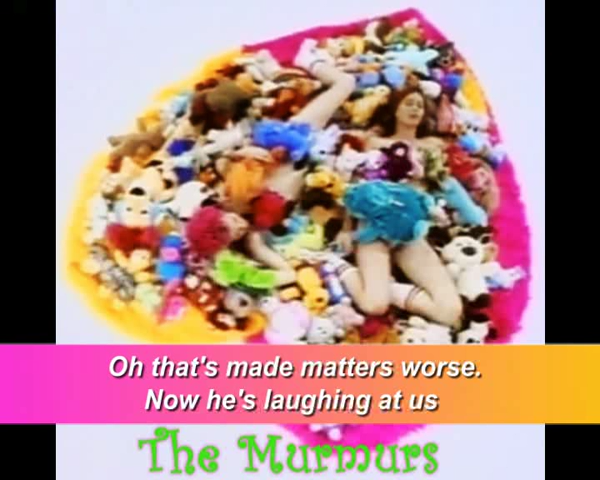 Oh that's made matters worse.
Now he's laughing at us
The Murmurs